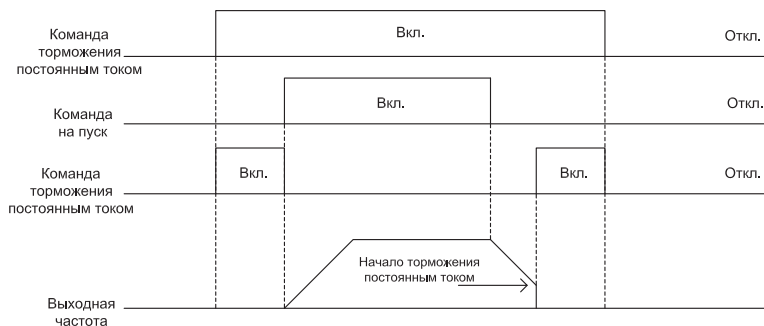 Команда
торможения
постоянным током
Вкл.
Откл.
Команда
на пуск
Вкл.
Откл.
Команда
торможения
постоянным током
Вкл.
Вкл.
Откл.
Начало торможения
постоянным током
Выходная
частота